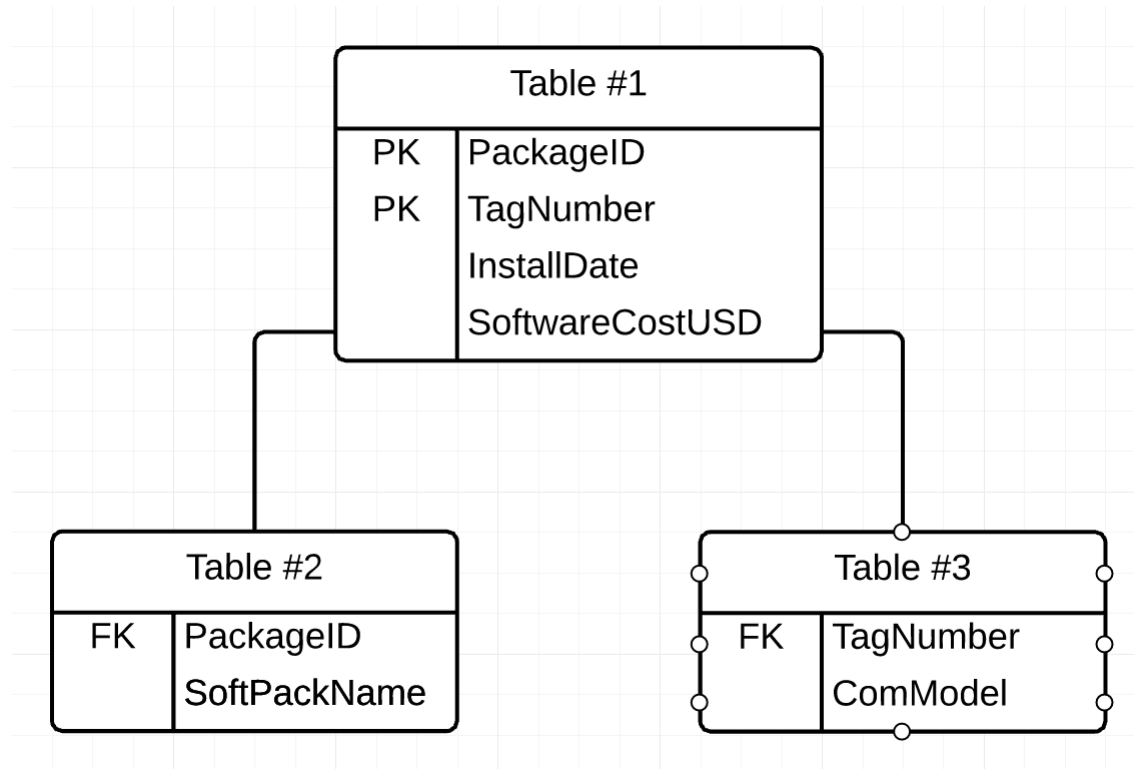 Table #1
PK PackageID
PK TagNumber
InstallDate
SoftwareCostUSD
Table #2
FK PackageID
SoftPackName
Table #3
FK TagNumber
ComModel